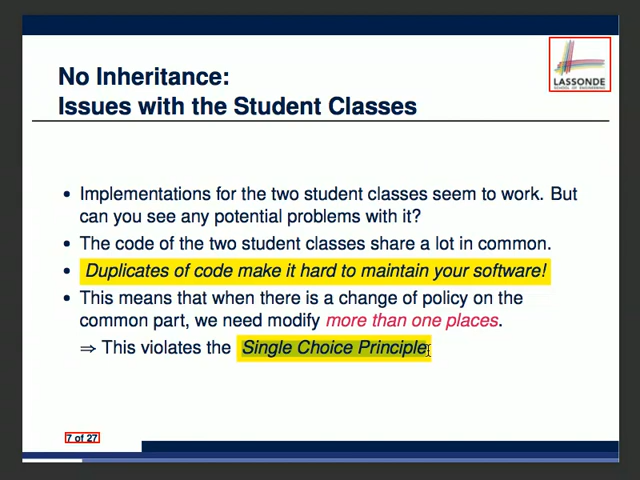 No Inheritance:
Issues with the Student Classes
LASSONDE
SCHOOL OF ENGINEERING
• Implementations for the two student classes seem to work. But
can you see any potential problems with it?
• The code of the two student classes share a lot in common.
• Duplicates of code make it hard to maintain your software!
• This means that when there is a change of policy on the
common part, we need modify more than one places.
⇒ This violates the Single Choice Principle
7 of 27